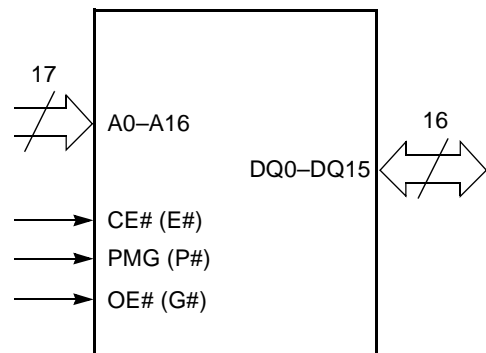 17
A0–A16
16
DQ0–DQ15
CE# (E#)
PMG (P#)
OE# (G#)